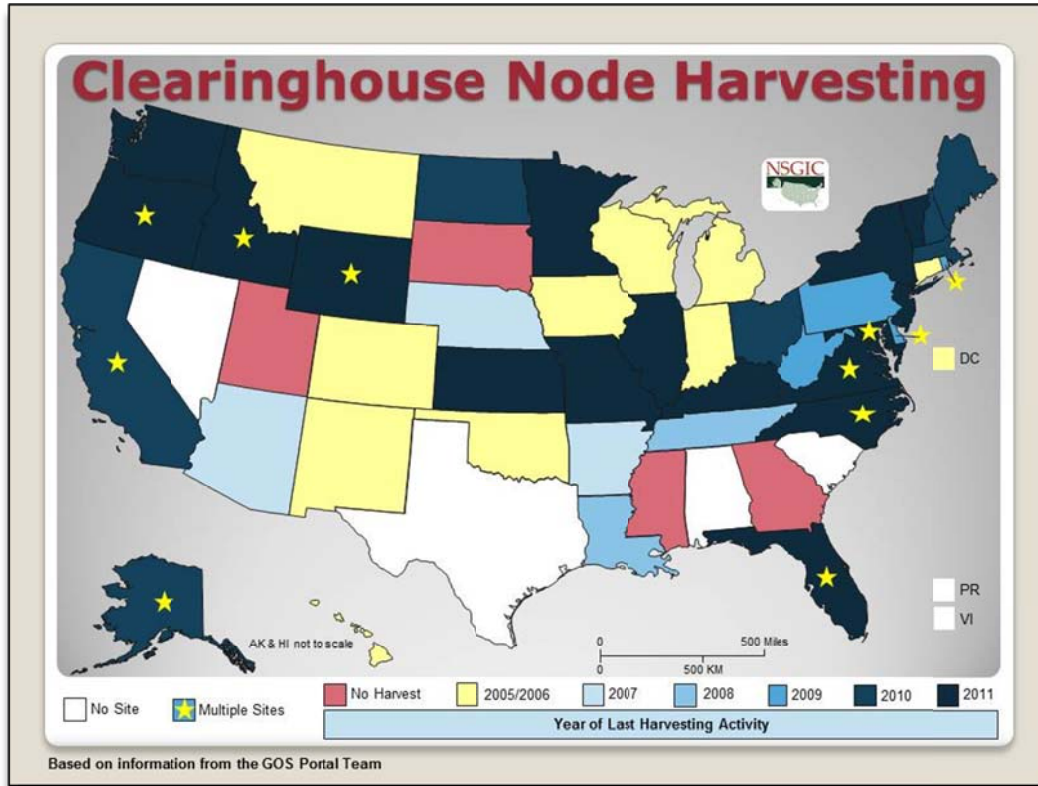 Clearinghouse Node Harvesting
NSGIC
DC
PR
VI
AK & HI not to scale
0 500 Miles
0 500 KM
No Site
Multiple Sites
No Harvest
2005/2006
2007
2008
2009
2010
2011
Year of Last Harvesting Activity
Based on information from the GOS Portal Team